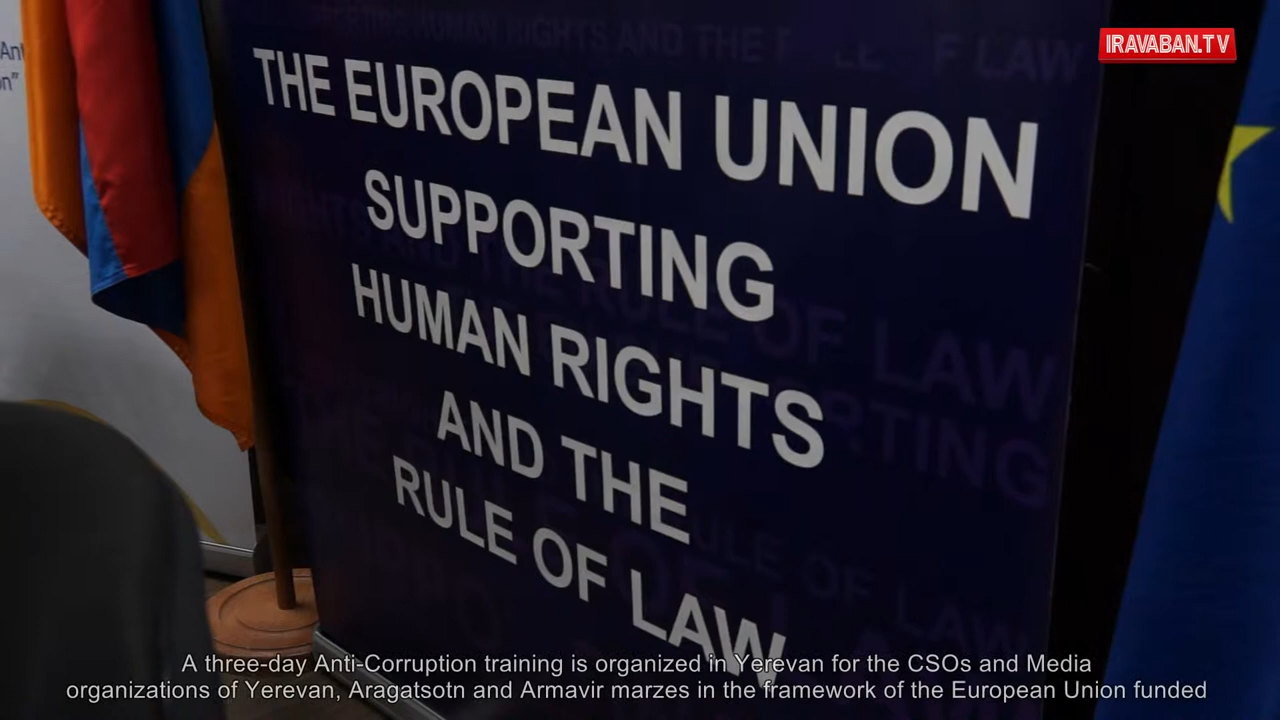 IRAVABAN.TV
THE EUROPEAN UNION
SUPPORTING
HUMAN RIGHTS
AND THE
RULE OF LAW
A three-day Anti-Corruption training is organized in Yerevan for the CSOs and Media
organizations of Yerevan, Aragatsotn and Armavir marzes in the framework of the European Union funded